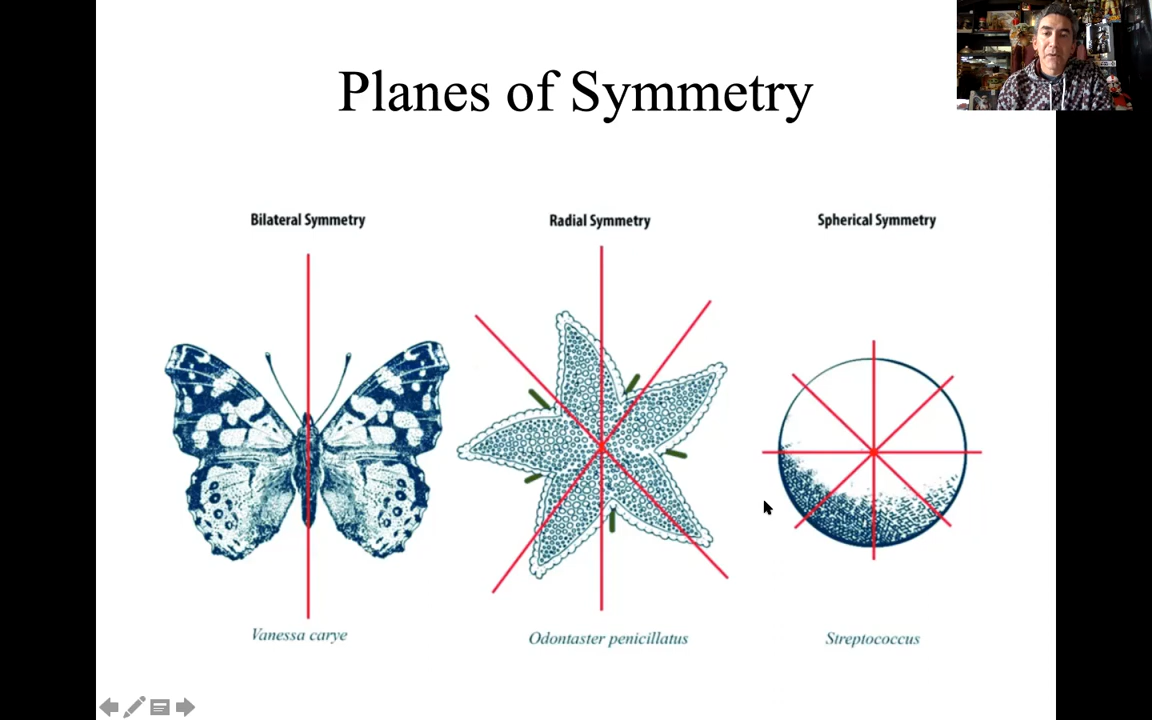 Planes of Symmetry
Bilateral Symmetry
Radial Symmetry
Spherical Symmetry
Vanessa carye
Odontaster penicillatus
Streptococcus